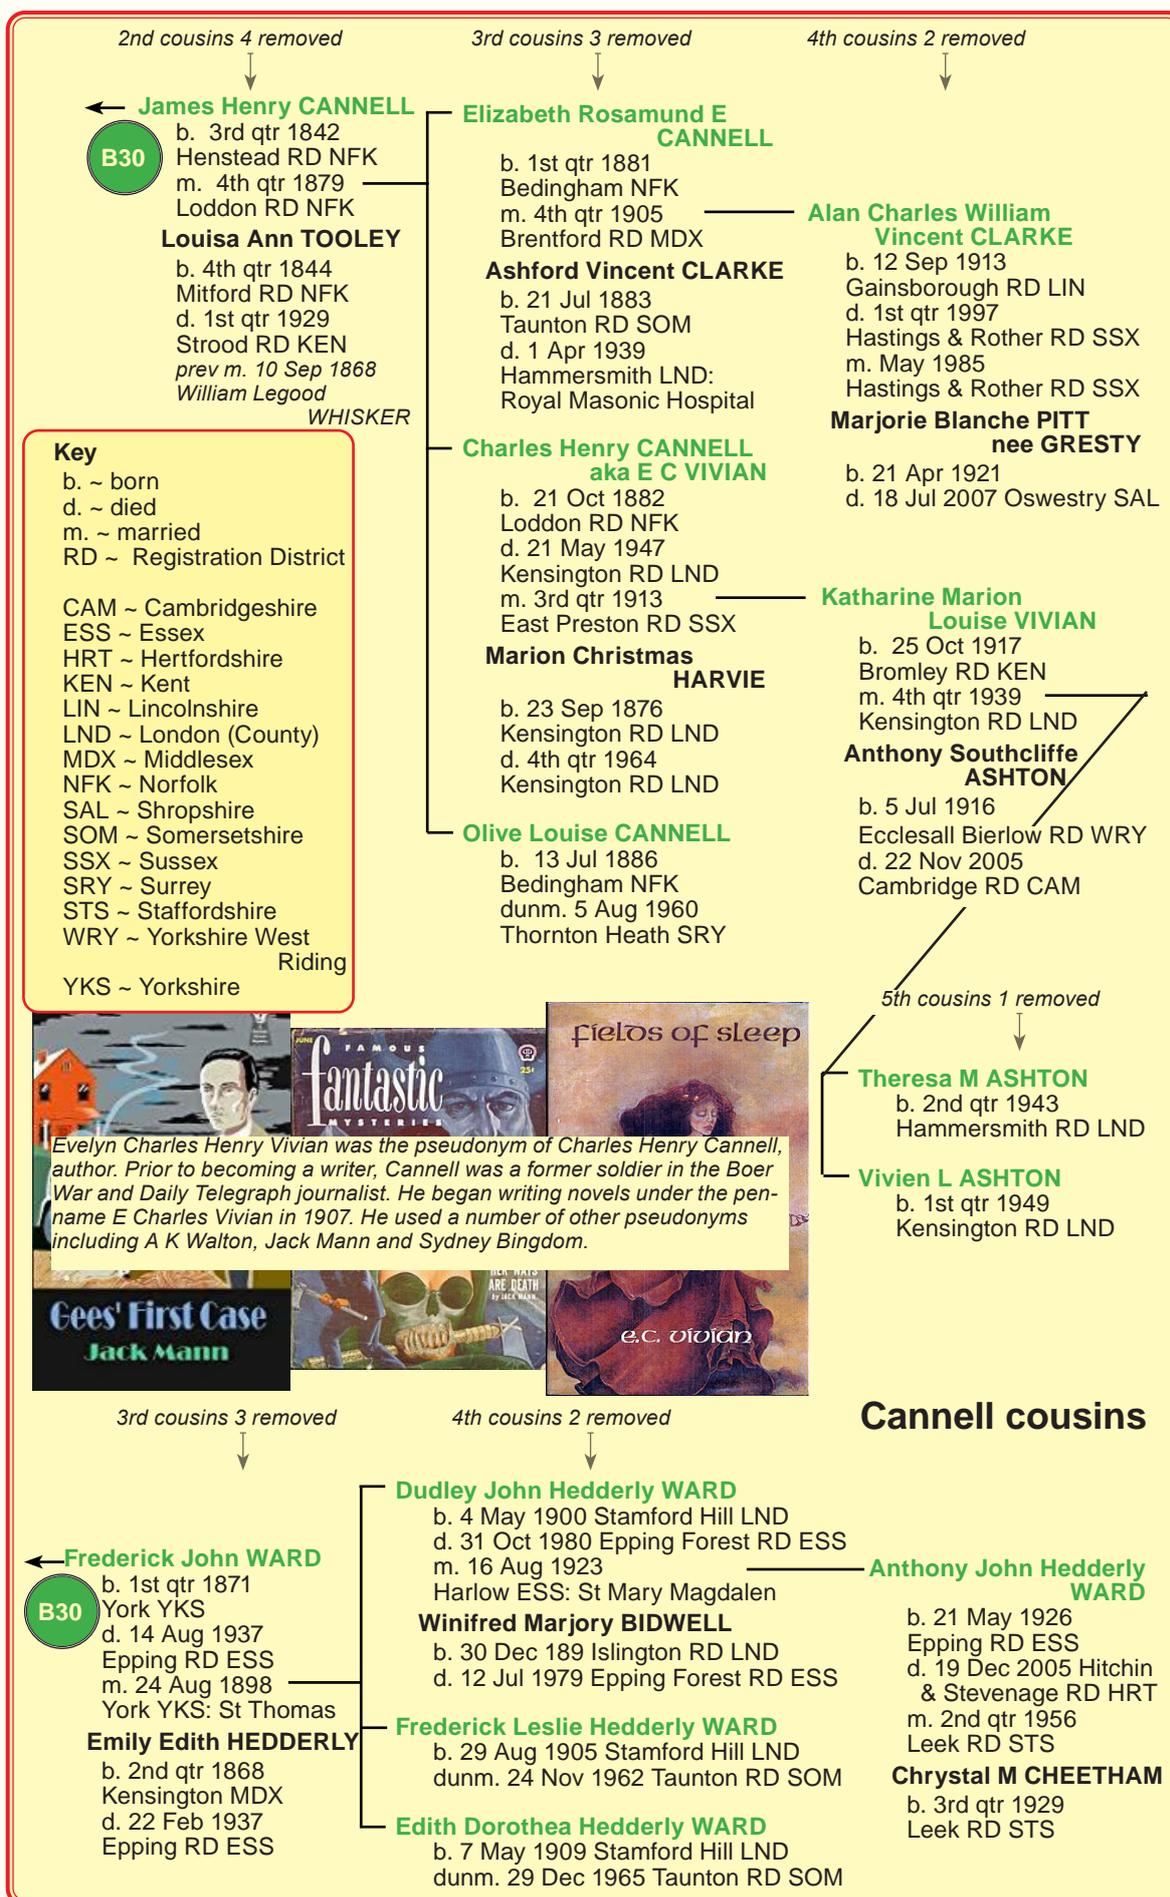 2nd cousins 4 removed
3rd cousins 3 removed
4th cousins 2 removed
James Henry CANNELL
B30
b. 3rd qtr 1842
Henstead RD NFK
m. 4th qtr 1879
Loddon RD NFK
Louisa Ann TOOLEY
b. 4th qtr 1844
Mitford RD NFK
d. 1st qtr 1929
Strood RD KEN
prev m. 10 Sep 1868
William Legood
WHISKER
Elizabeth Rosamund E
CANNELL
b. 1st qtr 1881
Bedingham NFK
m. 4th qtr 1905
Brentford RD MDX
Ashford Vincent CLARKE
b. 21 Jul 1883
Taunton RD SOM
d. 1 Apr 1939
Hammersmith LND:
Royal Masonic Hospital
Alan Charles William
Vincent CLARKE
b. 12 Sep 1913
Gainsborough RD LIN
d. 1st qtr 1997
Hastings & Rother RD SSX
m. May 1985
Hastings & Rother RD SSX
Marjorie Blanche PITT
nee GRESTY
b. 21 Apr 1921
d. 18 Jul 2007 Oswestry SAL
Key
b. ~ born
d. ~ died
m. ~ married
RD ~ Registration District
CAM ~ Cambridgeshire
ESS ~ Essex
HRT ~ Hertfordshire
KEN ~ Kent
LIN ~ Lincolnshire
LND ~ London (County)
MDX ~ Middlesex
NFK ~ Norfolk
SAL ~ Shropshire
SOM ~ Somersetshire
SSX ~ Sussex
SRY ~ Surrey
STS ~ Staffordshire
WRY ~ Yorkshire West
Riding
YKS ~ Yorkshire
Charles Henry CANNELL
aka E C VIVIAN
b. 21 Oct 1882
Loddon RD NFK
d. 21 May 1947
Kensington RD LND
m. 3rd qtr 1913
East Preston RD SSX
Marion Christmas
HARVIE
b. 23 Sep 1876
Kensington RD LND
d. 4th qtr 1964
Kensington RD LND
Olive Louise CANNELL
b. 13 Jul 1886
Bedingham NFK
dunm. 5 Aug 1960
Thornton Heath SRY
Katharine Marion
Louise VIVIAN
b. 25 Oct 1917
Bromley RD KEN
m. 4th qtr 1939
Kensington RD LND
Anthony Southcliffe
ASHTON
b. 5 Jul 1916
Ecclesall Bierlow RD WRY
d. 22 Nov 2005
Cambridge RD CAM
5th cousins 1 removed
Theresa M ASHTON
b. 2nd qtr 1943
Hammersmith RD LND
Vivien L ASHTON
b. 1st qtr 1949
Kensington RD LND
JUNE
FAMOUS
fantastic
MYSTERIES
25¢
fields of sleep
Evelyn Charles Henry Vivian was the pseudonym of Charles Henry Cannell,
author. Prior to becoming a writer, Cannell was a former soldier in the Boer
War and Daily Telegraph journalist. He began writing novels under the pen-
name E Charles Vivian in 1907. He used a number of other pseudonyms
including A K Walton, Jack Mann and Sydney Bingdom.
HER WAYS
ARE DEATH
by JACK MANN
Gees' First Case
Jack Mann
e.c. vivian
Cannell cousins
3rd cousins 3 removed
4th cousins 2 removed
Frederick John WARD
B30
b. 1st qtr 1871
York YKS
d. 14 Aug 1937
Epping RD ESS
m. 24 Aug 1898
York YKS: St Thomas
Emily Edith HEDDERLY
b. 2nd qtr 1868
Kensington MDX
d. 22 Feb 1937
Epping RD ESS
Dudley John Hedderly WARD
b. 4 May 1900 Stamford Hill LND
d. 31 Oct 1980 Epping Forest RD ESS
m. 16 Aug 1923
Harlow ESS: St Mary Magdalen
Winifred Marjory BIDWELL
b. 30 Dec 189 Islington RD LND
d. 12 Jul 1979 Epping Forest RD ESS
Frederick Leslie Hedderly WARD
b. 29 Aug 1905 Stamford Hill LND
dunm. 24 Nov 1962 Taunton RD SOM
Edith Dorothea Hedderly WARD
b. 7 May 1909 Stamford Hill LND
dunm. 29 Dec 1965 Taunton RD SOM
Anthony John Hedderly
WARD
b. 21 May 1926
Epping RD ESS
d. 19 Dec 2005 Hitchin
& Stevenage RD HRT
m. 2nd qtr 1956
Leek RD STS
Chrystal M CHEETHAM
b. 3rd qtr 1929
Leek RD STS